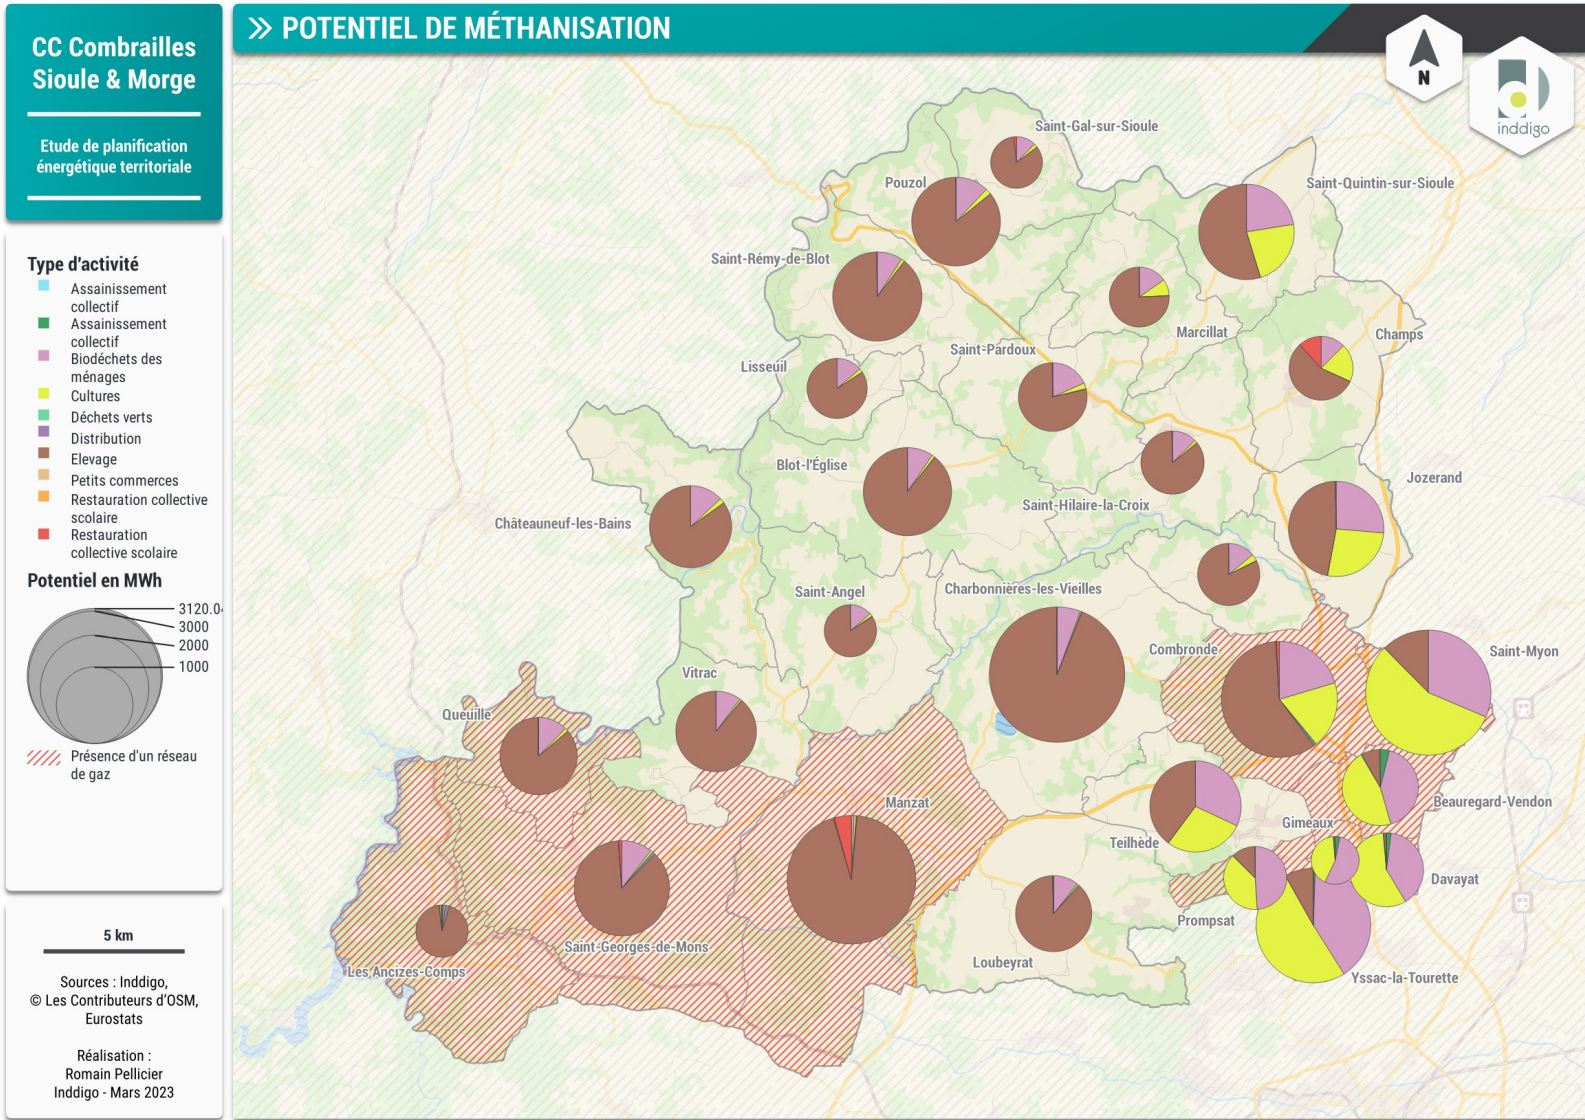 CC Combrailles
Sioule & Morge
Etude de planification
énergétique territoriale
POTENTIEL DE MÉTHANISATION
N
inddigo
Type d'activité
Assainissement
collectif
Assainissement
collectif
Biodéchets des
ménages
Cultures
Déchets verts
Distribution
Elevage
Petits commerces
Restauration collective
scolaire
Restauration
collective scolaire
Potentiel en MWh
3120.0
3000
2000
1000
Présence d'un réseau
de gaz
5 km
Sources : Inddigo,
© Les Contributeurs d'OSM,
Eurostats
Réalisation :
Romain Pellicier
Inddigo - Mars 2023
Saint-Gal-sur-Sioule
Pouzol
Saint-Quintin-sur-Sioule
Saint-Rémy-de-Blot
Marcillat
Champs
Saint-Pardoux
Lisseuil
Blot-l'Église
Jozerand
Saint-Hilaire-la-Croix
Châteauneuf-les-Bains
Saint-Angel
Charbonnières-les-Vieilles
Combronde
Saint-Myon
Vitrac
Queuille
Manzat
Beauregard-Vendon
Gimeaux
Teilhède
Davayat
Prompsat
Saint-Georges-de-Mons
Loubeyrat
Les Ancizes-Comps
Yssac-la-Tourette